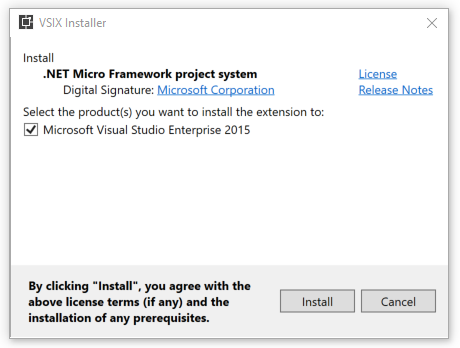 VSIX Installer
Install
.NET Micro Framework project system License
Digital Signature: Microsoft Corporation Release Notes
Select the product(s) you want to install the extension to:
Microsoft Visual Studio Enterprise 2015
By clicking "Install", you agree with the
above license terms (if any) and the
installation of any prerequisites.
Install Cancel